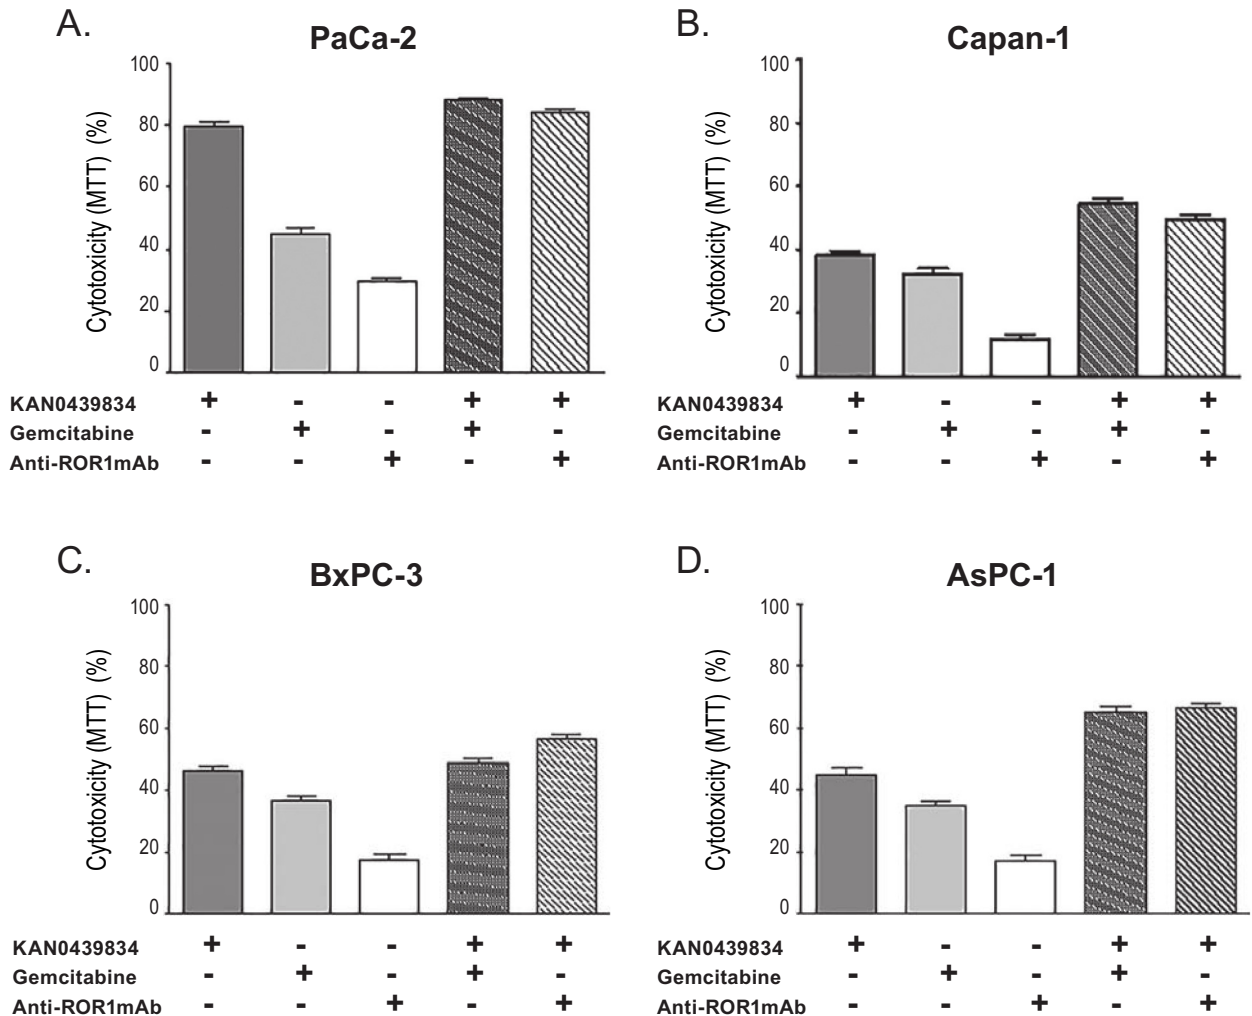 A.
PaCa-2
Cytotoxicity (MTT) (%)
100
80
60
40
20
0
KAN0439834 + - - + +
Gemcitabine - + - + -
Anti-ROR1mAb - - + - +
B.
Capan-1
Cytotoxicity (MTT) (%)
100
80
60
40
20
0
KAN0439834 + - - + +
Gemcitabine - + - + -
Anti-ROR1mAb - - + - +
C.
BxPC-3
Cytotoxicity (MTT) (%)
100
80
60
40
20
0
KAN0439834 + - - + +
Gemcitabine - + - + -
Anti-ROR1mAb - - + - +
D.
AsPC-1
Cytotoxicity (MTT) (%)
100
80
60
40
20
0
KAN0439834 + - - + +
Gemcitabine - + - + -
Anti-ROR1mAb - - + - +